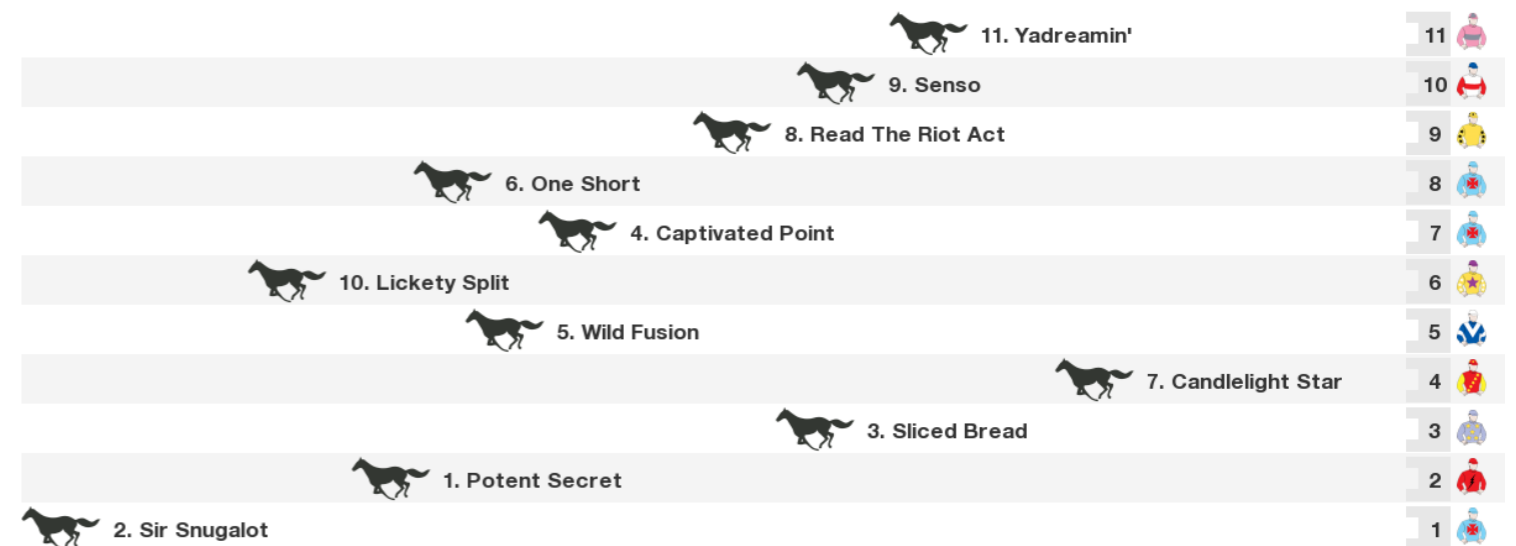 11. Yadreamin' 11
9. Senso 10
8. Read The Riot Act 9
6. One Short 8
4. Captivated Point 7
10. Lickety Split 6
5. Wild Fusion 5
7. Candlelight Star 4
3. Sliced Bread 3
1. Potent Secret 2
2. Sir Snugalot 1